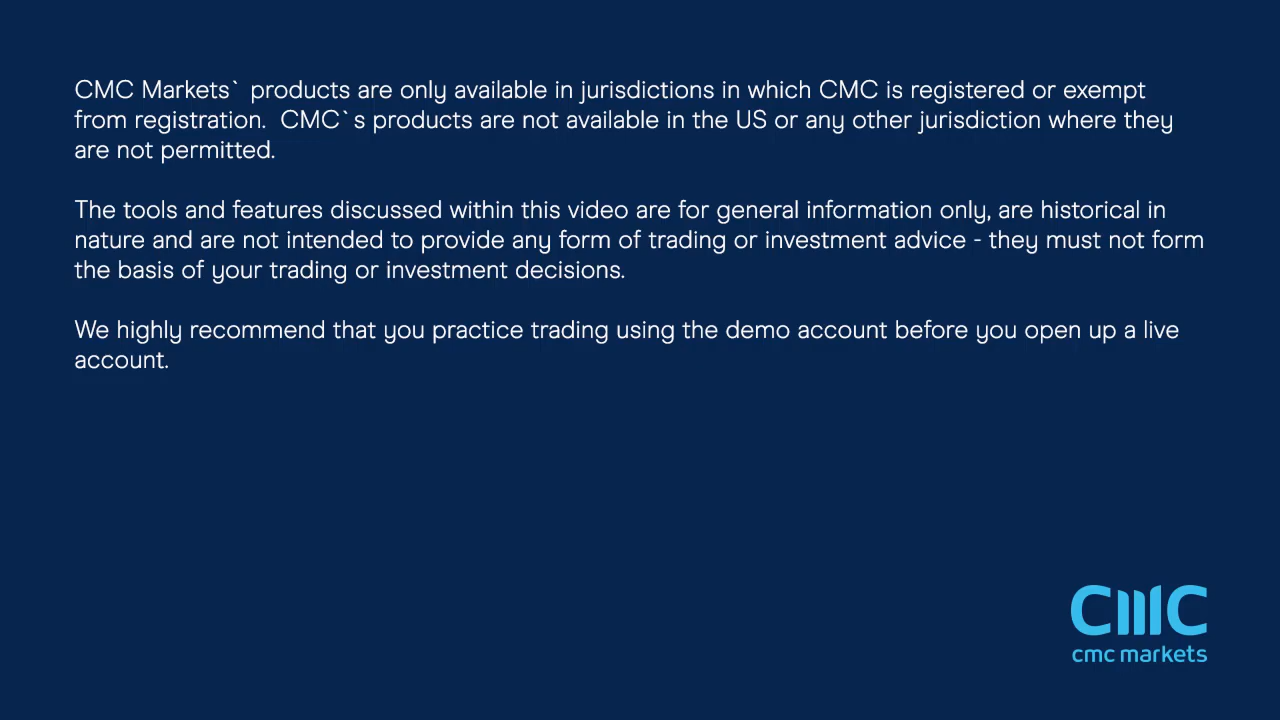 CMC Markets` products are only available in jurisdictions in which CMC is registered or exempt
from registration.  CMC`s products are not available in the US or any other jurisdiction where they
are not permitted.
The tools and features discussed within this video are for general information only, are historical in
nature and are not intended to provide any form of trading or investment advice - they must not form
the basis of your trading or investment decisions.
We highly recommend that you practice trading using the demo account before you open up a live
account.
CMC
cmc markets